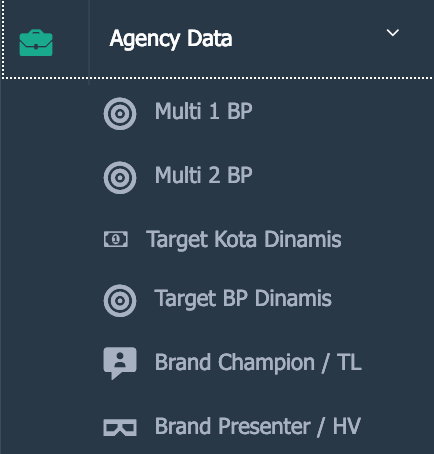 Agency Data
Multi 1 BP
Multi 2 BP
Target Kota Dinamis
Target BP Dinamis
Brand Champion / TL
Brand Presenter / HV